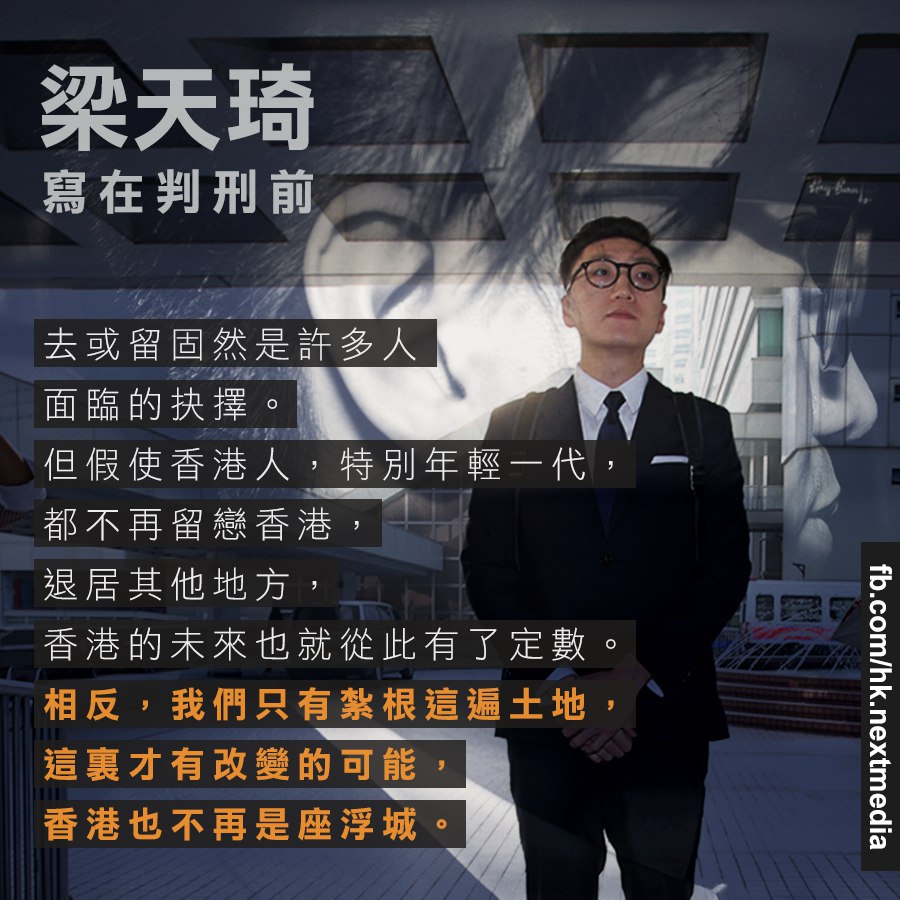 梁天琦
寫在判刑前
去或留固然是許多人
面臨的抉擇。
但假使香港人，特別年輕一代，
都不再留戀香港，
退居其他地方，
香港的未來也就從此有了定數。
相反，我們只有紮根這遍土地，
這裏才有改變的可能，
香港也不再是座浮城。
fb.com/hk.nextmedia